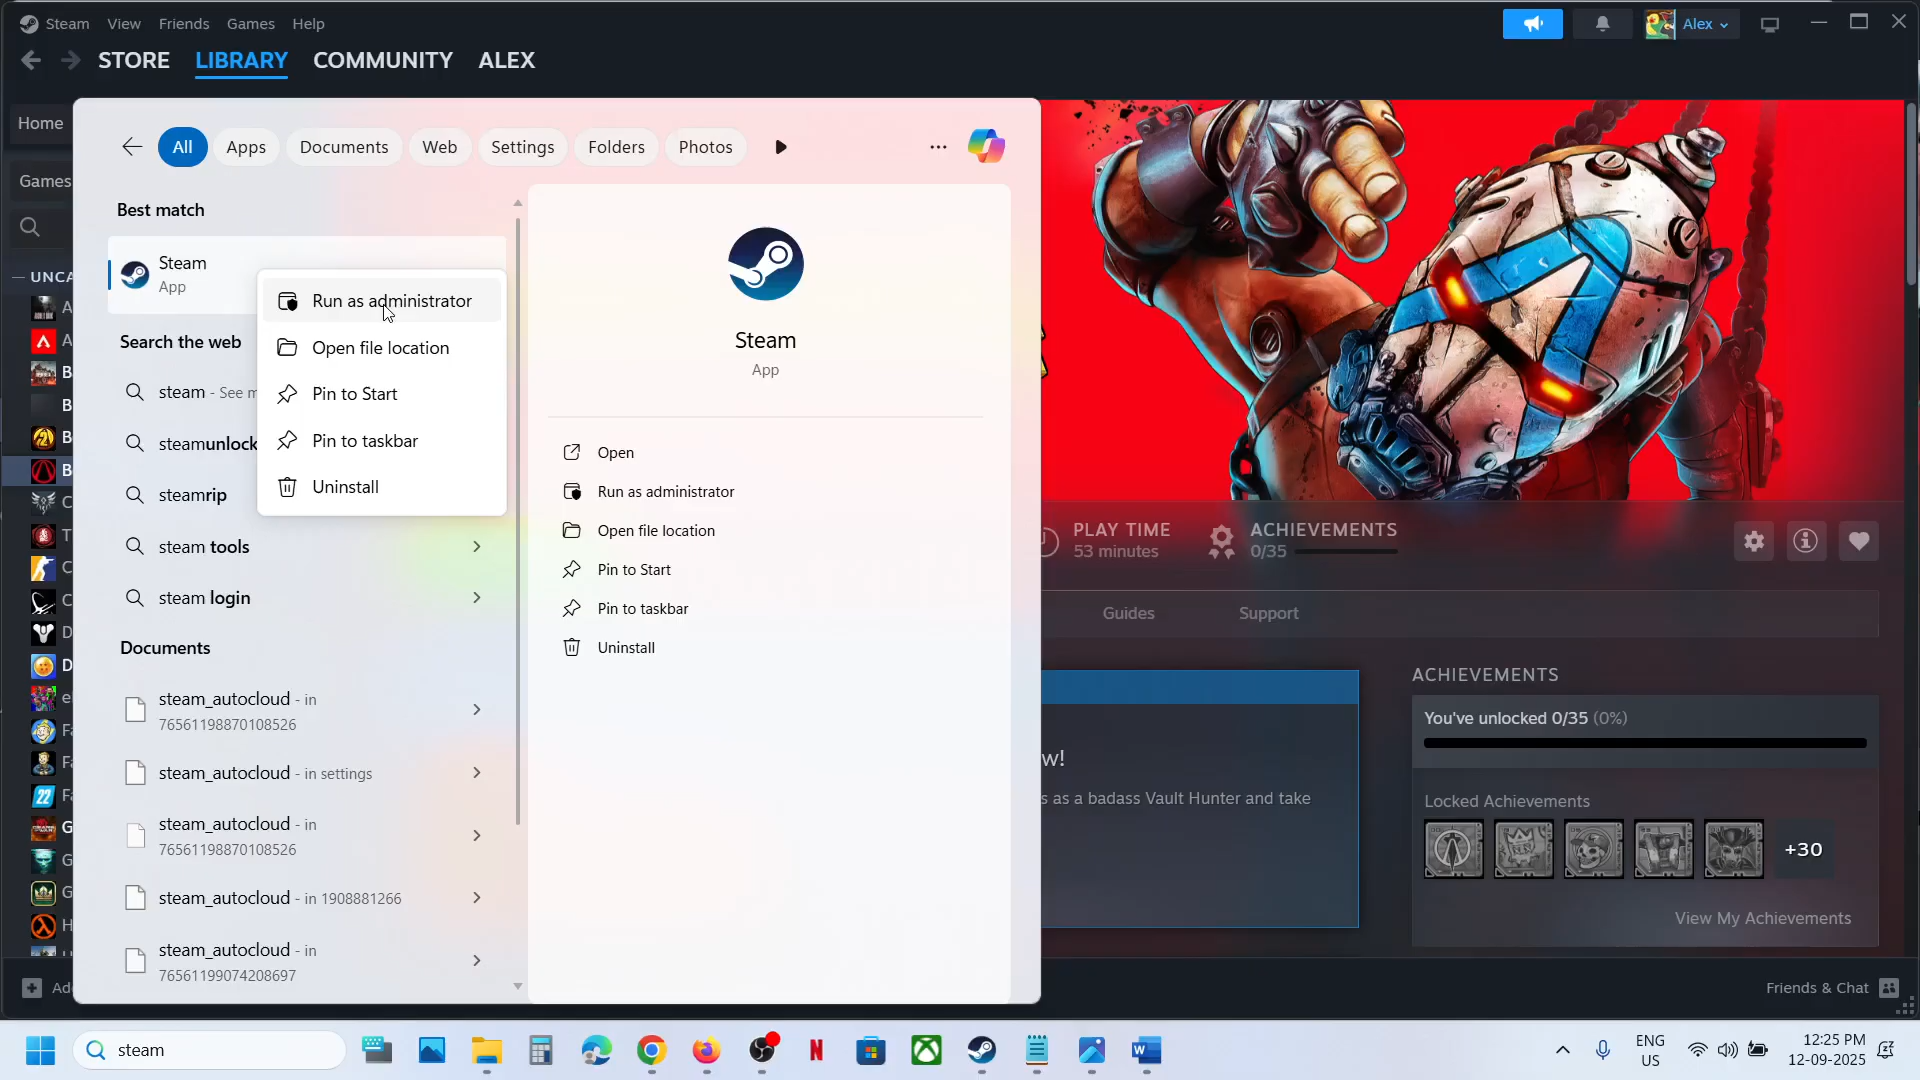 Steam View Friends Games Help
Alex
STORE LIBRARY COMMUNITY ALEX
Home
Games
All Apps Documents Web Settings Folders Photos
Best match
Steam
App
Run as administrator
Open file location
Pin to Start
Pin to taskbar
Uninstall
Search the web
steam - See m
steamunlock
steamrip
steam tools
steam login
Documents
steam_autocloud - in
76561198870108526
steam_autocloud - in settings
steam_autocloud - in
76561198870108526
steam_autocloud - in 1908881266
steam_autocloud - in
76561199074208697
Steam
App
Open
Run as administrator
Open file location
Pin to Start
Pin to taskbar
Uninstall
UNCA
A
A
B
B
B
B
C
T
C
C
D
D
e
Fa
Fa
Fa
G
G
G
H
Ad
PLAY TIME
53 minutes
ACHIEVEMENTS
0/35
Guides Support
w!
s as a badass Vault Hunter and take
ACHIEVEMENTS
You've unlocked 0/35 (0%)
Locked Achievements
+30
View My Achievements
Friends & Chat
steam
ENG
US
12:25 PM
12-09-2025